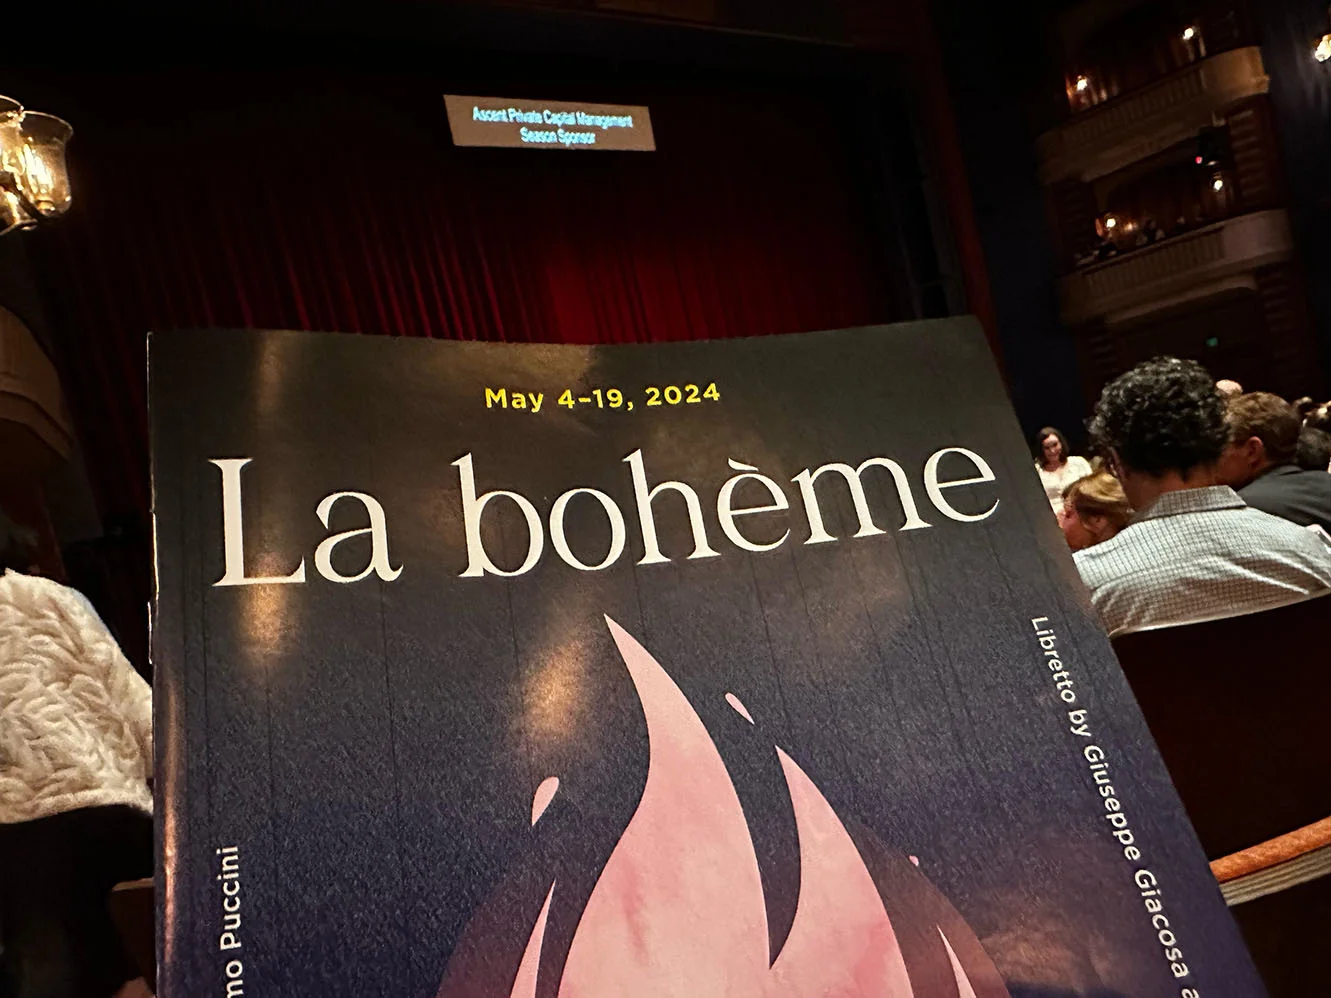 Ascent Private Capital Management
Season Sponsor
May 4-19, 2024
La bohème
mo Puccini
Libretto by Giuseppe Giacosa a